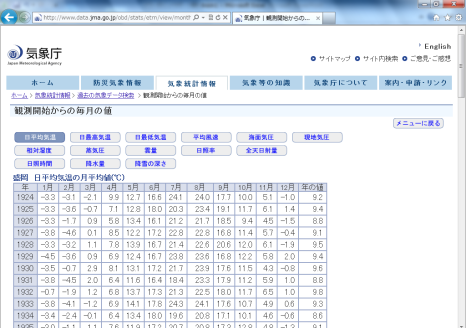 http://www.data.jma.go.jp/obd/stats/etrn/view/month
気象庁｜観測開始からの...
English
気象庁
Japan Meteorological Agency
サイトマップ サイト内検索 ご意見・ご感想
ホーム 防災気象情報 気象統計情報 気象等の知識 気象庁について 案内・申請・リンク
ホーム > 気象統計情報 > 過去の気象データ検索 > 観測開始からの毎月の値
観測開始からの毎月の値
メニューに戻る
日平均気温 日最高気温 日最低気温 平均風速 海面気圧 現地気圧
相対湿度 蒸気圧 雲量 日照率 全天日射量
日照時間 降水量 降雪の深さ
盛岡 日平均気温の月平均値(℃)
年 1月 2月 3月 4月 5月 6月 7月 8月 9月 10月 11月 12月 年の値
1924 -3.3 -3.1 -2.1 9.9 12.7 16.6 24.1 24.0 17.7 10.0 5.1 -1.0 9.2
1925 -3.3 -3.6 -0.7 7.1 12.8 18.0 20.3 23.4 19.1 11.7 6.1 1.4 9.4
1926 -3.3 -1.7 0.9 5.8 13.4 16.1 21.2 21.7 18.5 9.4 4.5 -1.5 8.8
1927 -3.8 -4.6 0.1 8.5 12.2 17.2 22.8 22.8 16.8 11.4 5.7 -0.4 9.1
1928 -3.3 -3.2 1.1 7.8 13.9 16.7 21.4 22.6 20.6 12.0 6.1 -1.9 9.5
1929 -4.5 -3.6 0.9 6.9 12.4 16.7 23.8 23.6 16.8 12.2 5.8 2.0 9.4
1930 -3.5 -0.7 2.9 8.1 13.1 17.2 21.7 23.9 17.6 11.5 4.3 -0.8 9.6
1931 -3.8 -4.5 2.0 6.4 11.6 16.4 18.4 23.3 17.9 11.2 5.9 1.0 8.8
1932 -0.7 -1.9 1.2 6.8 13.7 17.3 21.3 22.5 18.0 11.7 6.5 1.0 9.8
1933 -3.8 -4.1 -1.2 6.9 14.1 17.8 24.3 24.1 17.6 10.7 4.9 0.6 9.3
1934 -3.4 -2.4 -0.1 6.4 13.4 18.0 19.6 20.8 17.1 10.1 4.6 -0.6 8.6